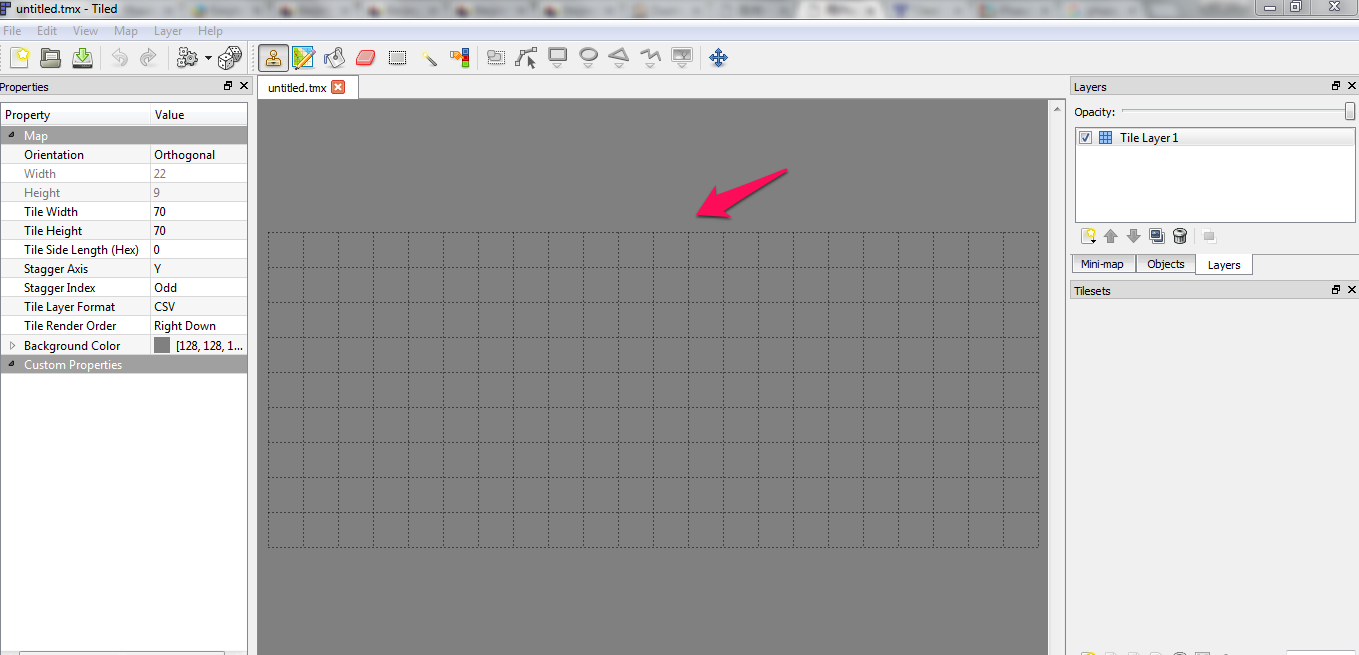 untitled.tmx - Tiled
File Edit View Map Layer Help
Properties
Property Value
Map
Orientation Orthogonal
Width 22
Height 9
Tile Width 70
Tile Height 70
Tile Side Length (Hex) 0
Stagger Axis Y
Stagger Index Odd
Tile Layer Format CSV
Tile Render Order Right Down
Background Color [128, 128, 1...
Custom Properties
untitled.tmx
Layers
Opacity:
Tile Layer 1
Mini-map Objects Layers
Tilesets